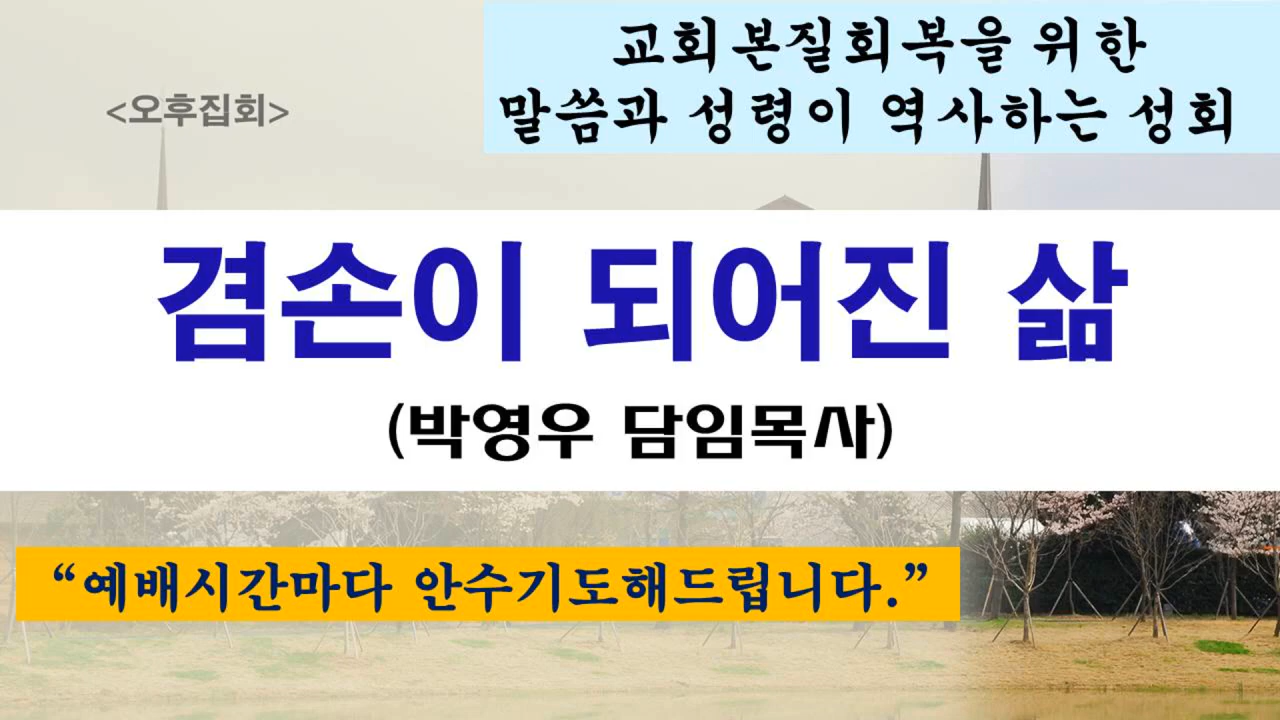 교회본질회복을 위한
말씀과 성령이 역사하는 성회
<오후집회>
겸손이 되어진 삶
(박영우 담임목사)
“예배시간마다 안수기도해드립니다.”